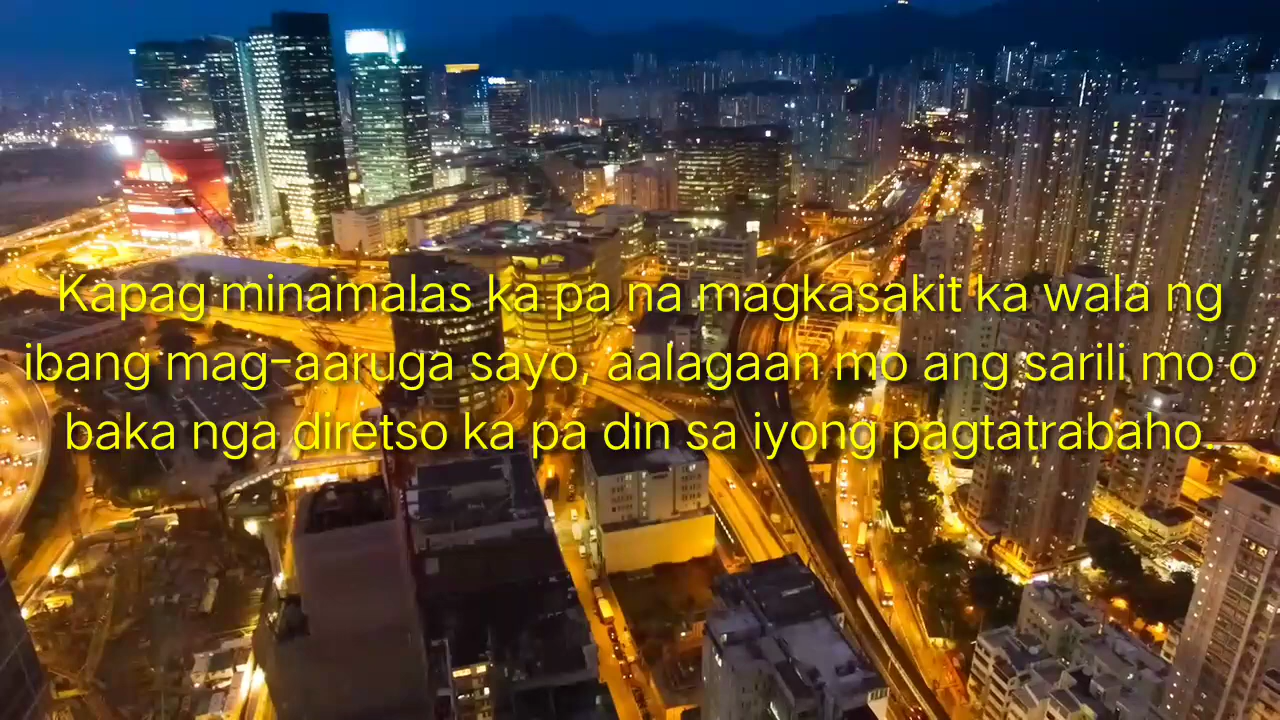 Kapag minamalas ka pa na magkasakit ka wala ng
ibang mag-aaruga sayo, aalagaan mo ang sarili mo o
baka nga diretso ka pa din sa iyong pagtatrabaho..